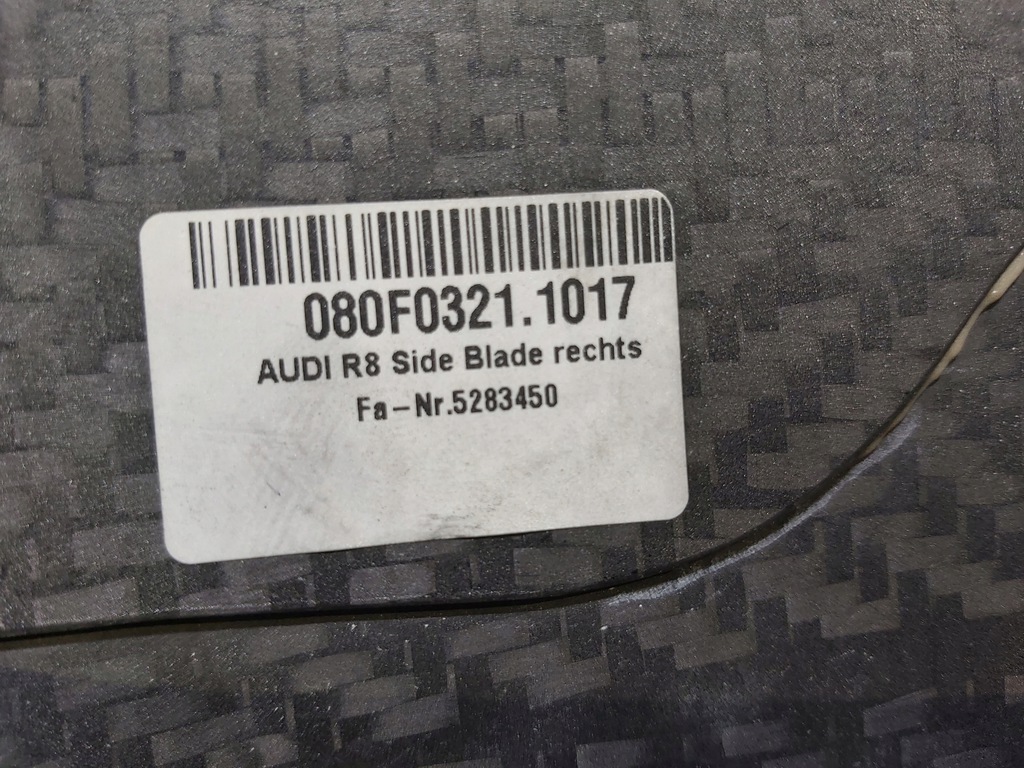 080F0321.1017
AUDI R8 Side Blade rechts
Fa-Nr.5283450